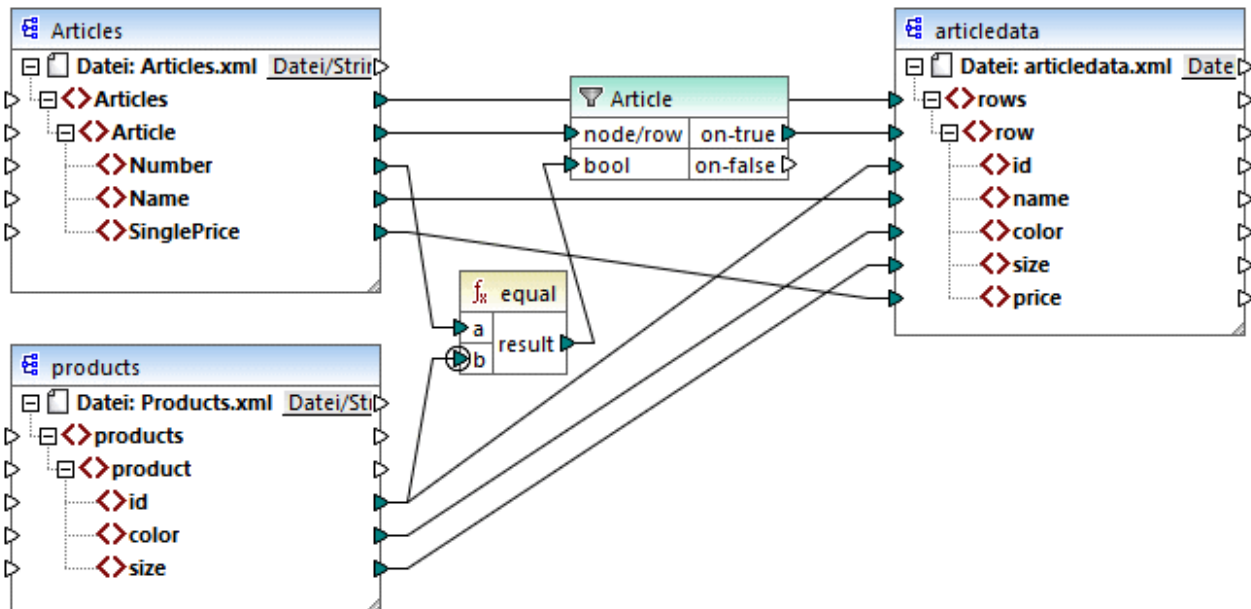 Articles
Datei: Articles.xml Datei/Strin
Articles
Article
Number
Name
SinglePrice
products
Datei: Products.xml Datei/Stri
products
product
id
color
size
Article
node/row on-true
bool on-false
fx equal
a
b
result
articledata
Datei: articledata.xml Date
rows
row
id
name
color
size
price